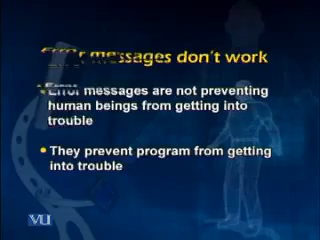 Error messages don't work
Error messages are not preventing
human beings from getting into
trouble
They prevent program from getting
into trouble
VU